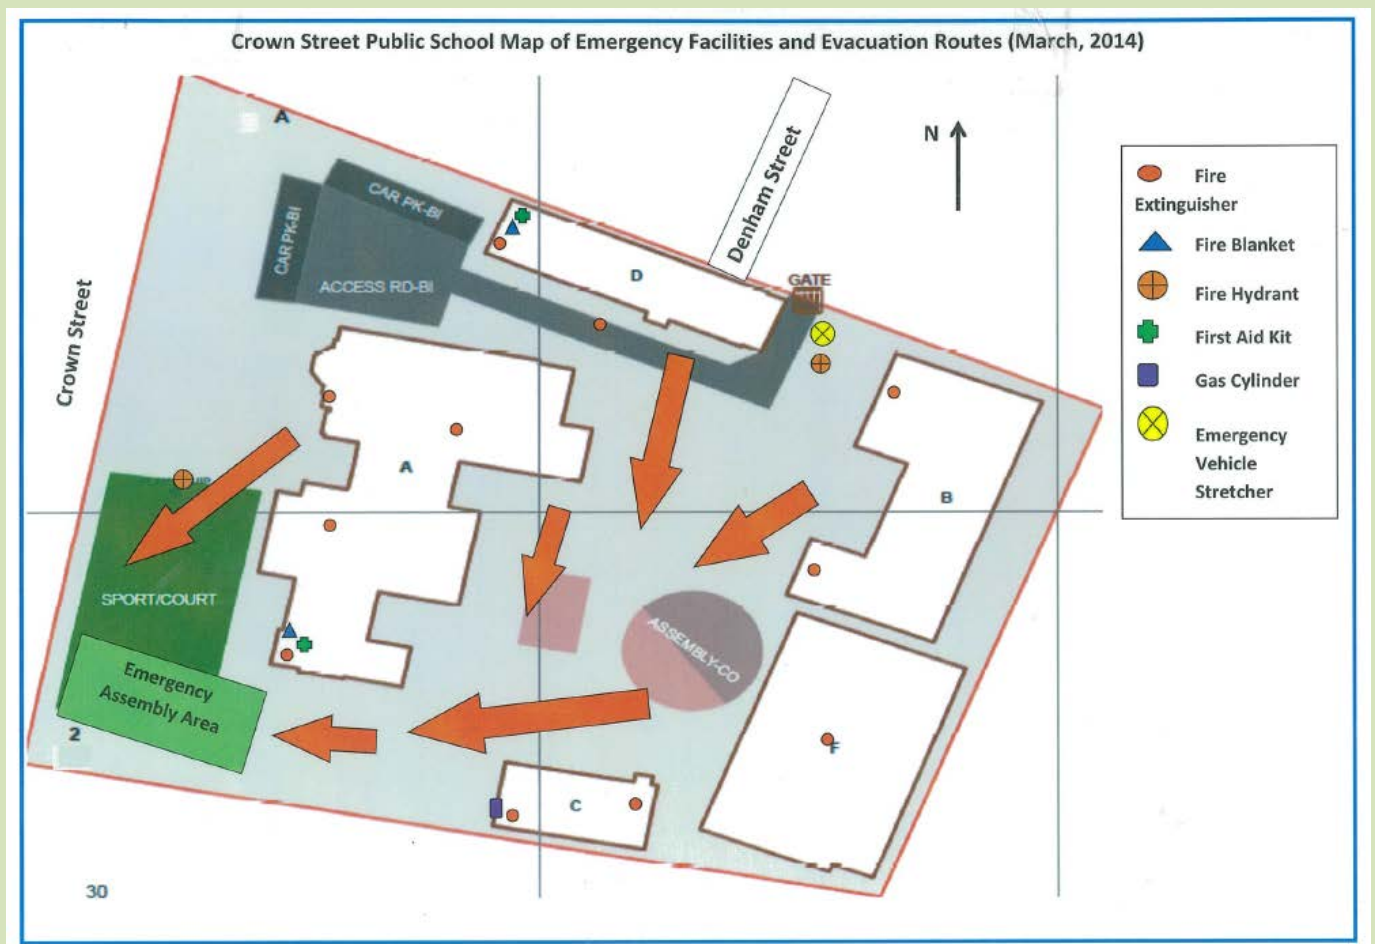 Crown Street Public School Map of Emergency Facilities and Evacuation Routes (March, 2014)
A
Denham Street
N
CAR PK-BI
CAR PK-BI
ACCESS RD-BI
D
GATE
Crown Street
A
B
SPORT/COURT
ASSEMBLY-CO
Emergency
Assembly Area
2
F
C
30
Fire
Extinguisher
Fire Blanket
Fire Hydrant
First Aid Kit
Gas Cylinder
Emergency
Vehicle
Stretcher